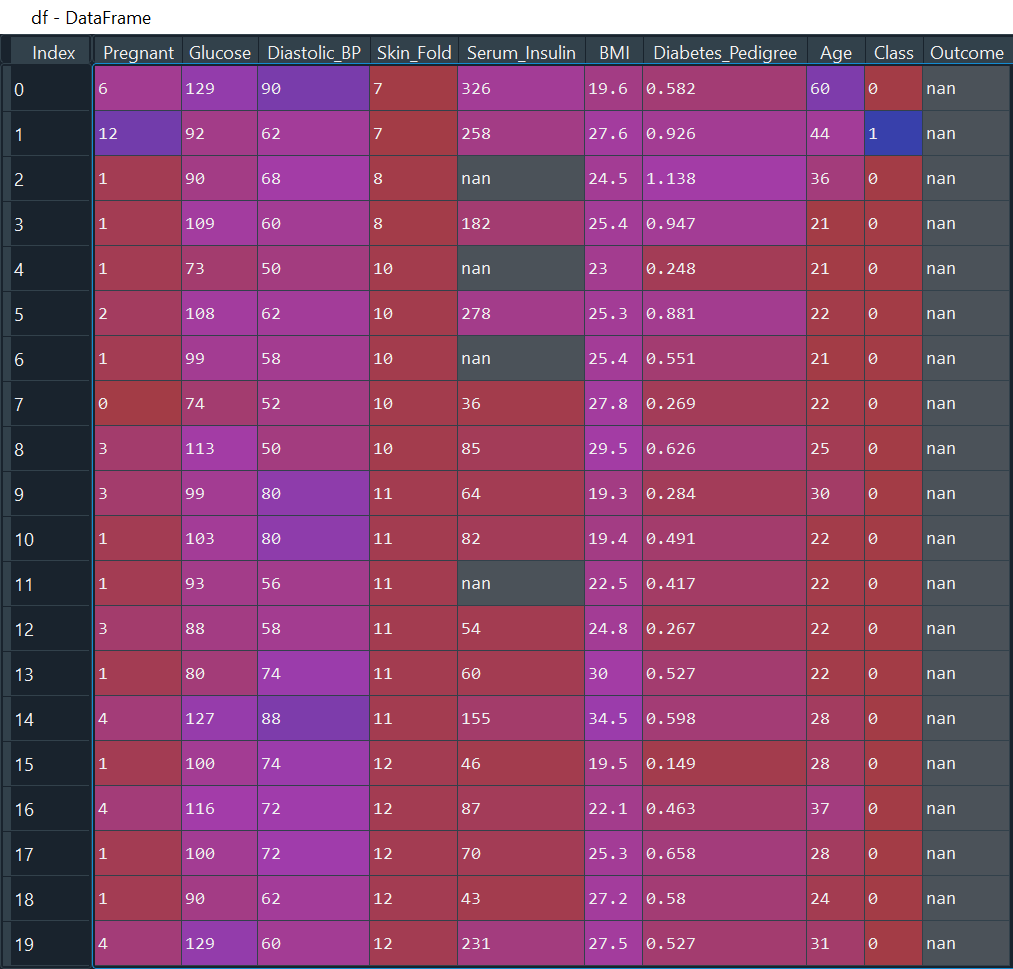 df - DataFrame
Index Pregnant Glucose Diastolic_BP Skin_Fold Serum_Insulin BMI Diabetes_Pedigree Age Class Outcome
0 6 129 90 7 326 19.6 0.582 60 0 nan
1 12 92 62 7 258 27.6 0.926 44 1 nan
2 1 90 68 8 nan 24.5 1.138 36 0 nan
3 1 109 60 8 182 25.4 0.947 21 0 nan
4 1 73 50 10 nan 23 0.248 21 0 nan
5 2 108 62 10 278 25.3 0.881 22 0 nan
6 1 99 58 10 nan 25.4 0.551 21 0 nan
7 0 74 52 10 36 27.8 0.269 22 0 nan
8 3 113 50 10 85 29.5 0.626 25 0 nan
9 3 99 80 11 64 19.3 0.284 30 0 nan
10 1 103 80 11 82 19.4 0.491 22 0 nan
11 1 93 56 11 nan 22.5 0.417 22 0 nan
12 3 88 58 11 54 24.8 0.267 22 0 nan
13 1 80 74 11 60 30 0.527 22 0 nan
14 4 127 88 11 155 34.5 0.598 28 0 nan
15 1 100 74 12 46 19.5 0.149 28 0 nan
16 4 116 72 12 87 22.1 0.463 37 0 nan
17 1 100 72 12 70 25.3 0.658 28 0 nan
18 1 90 62 12 43 27.2 0.58 24 0 nan
19 4 129 60 12 231 27.5 0.527 31 0 nan